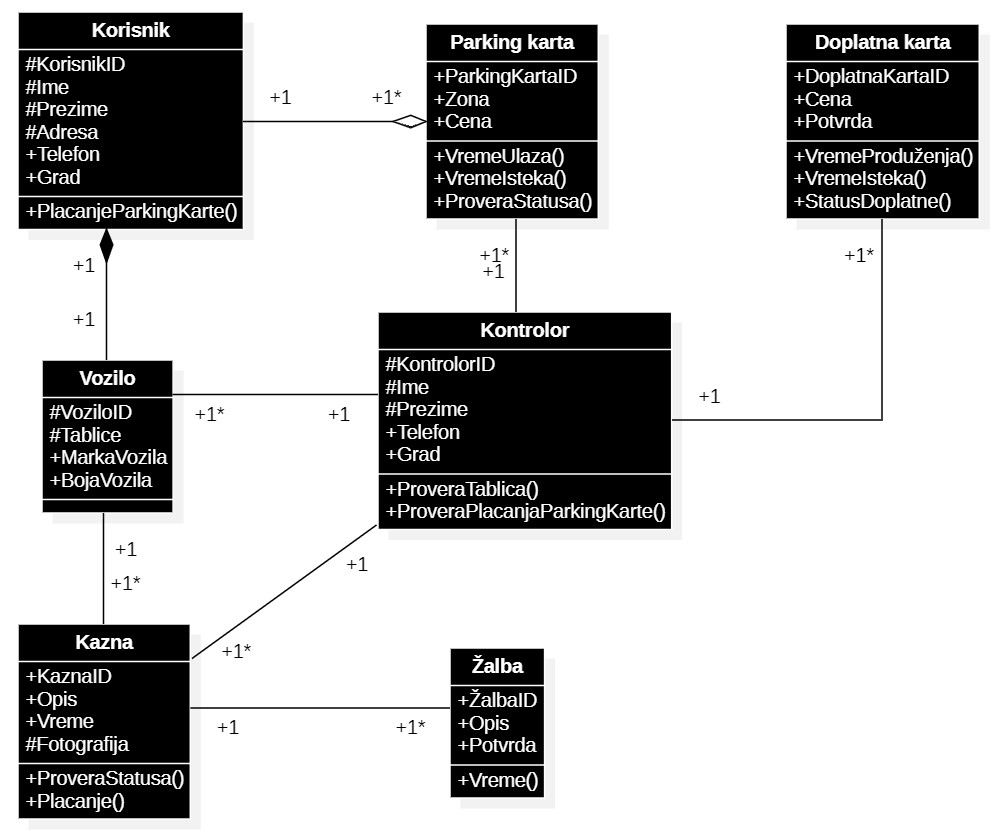 Korisnik
#KorisnikID
#Ime
#Prezime
#Adresa
+Telefon
+Grad
+PlacanjeParkingKarte()
+1
+1*
Parking karta
+ParkingKartaID
+Zona
+Cena
+VremeUlaza()
+VremeIsteka()
+ProveraStatusa()
Doplatna karta
+DoplatnaKartaID
+Cena
+Potvrda
+VremeProduženja()
+VremeIsteka()
+StatusDoplatne()
+1
+1
+1*
+1
+1*
+1
Vozilo
#VoziloID
#Tablice
+MarkaVozila
+BojaVozila
+1*
+1
Kontrolor
#KontrolorID
#Ime
#Prezime
+Telefon
+Grad
+ProveraTablica()
+ProveraPlacanjaParkingKarte()
+1
+1*
+1
+1*
Kazna
+KaznaID
+Opis
+Vreme
#Fotografija
+ProveraStatusa()
+Placanje()
+1
+1*
Žalba
+ŽalbaID
+Opis
+Potvrda
+Vreme()